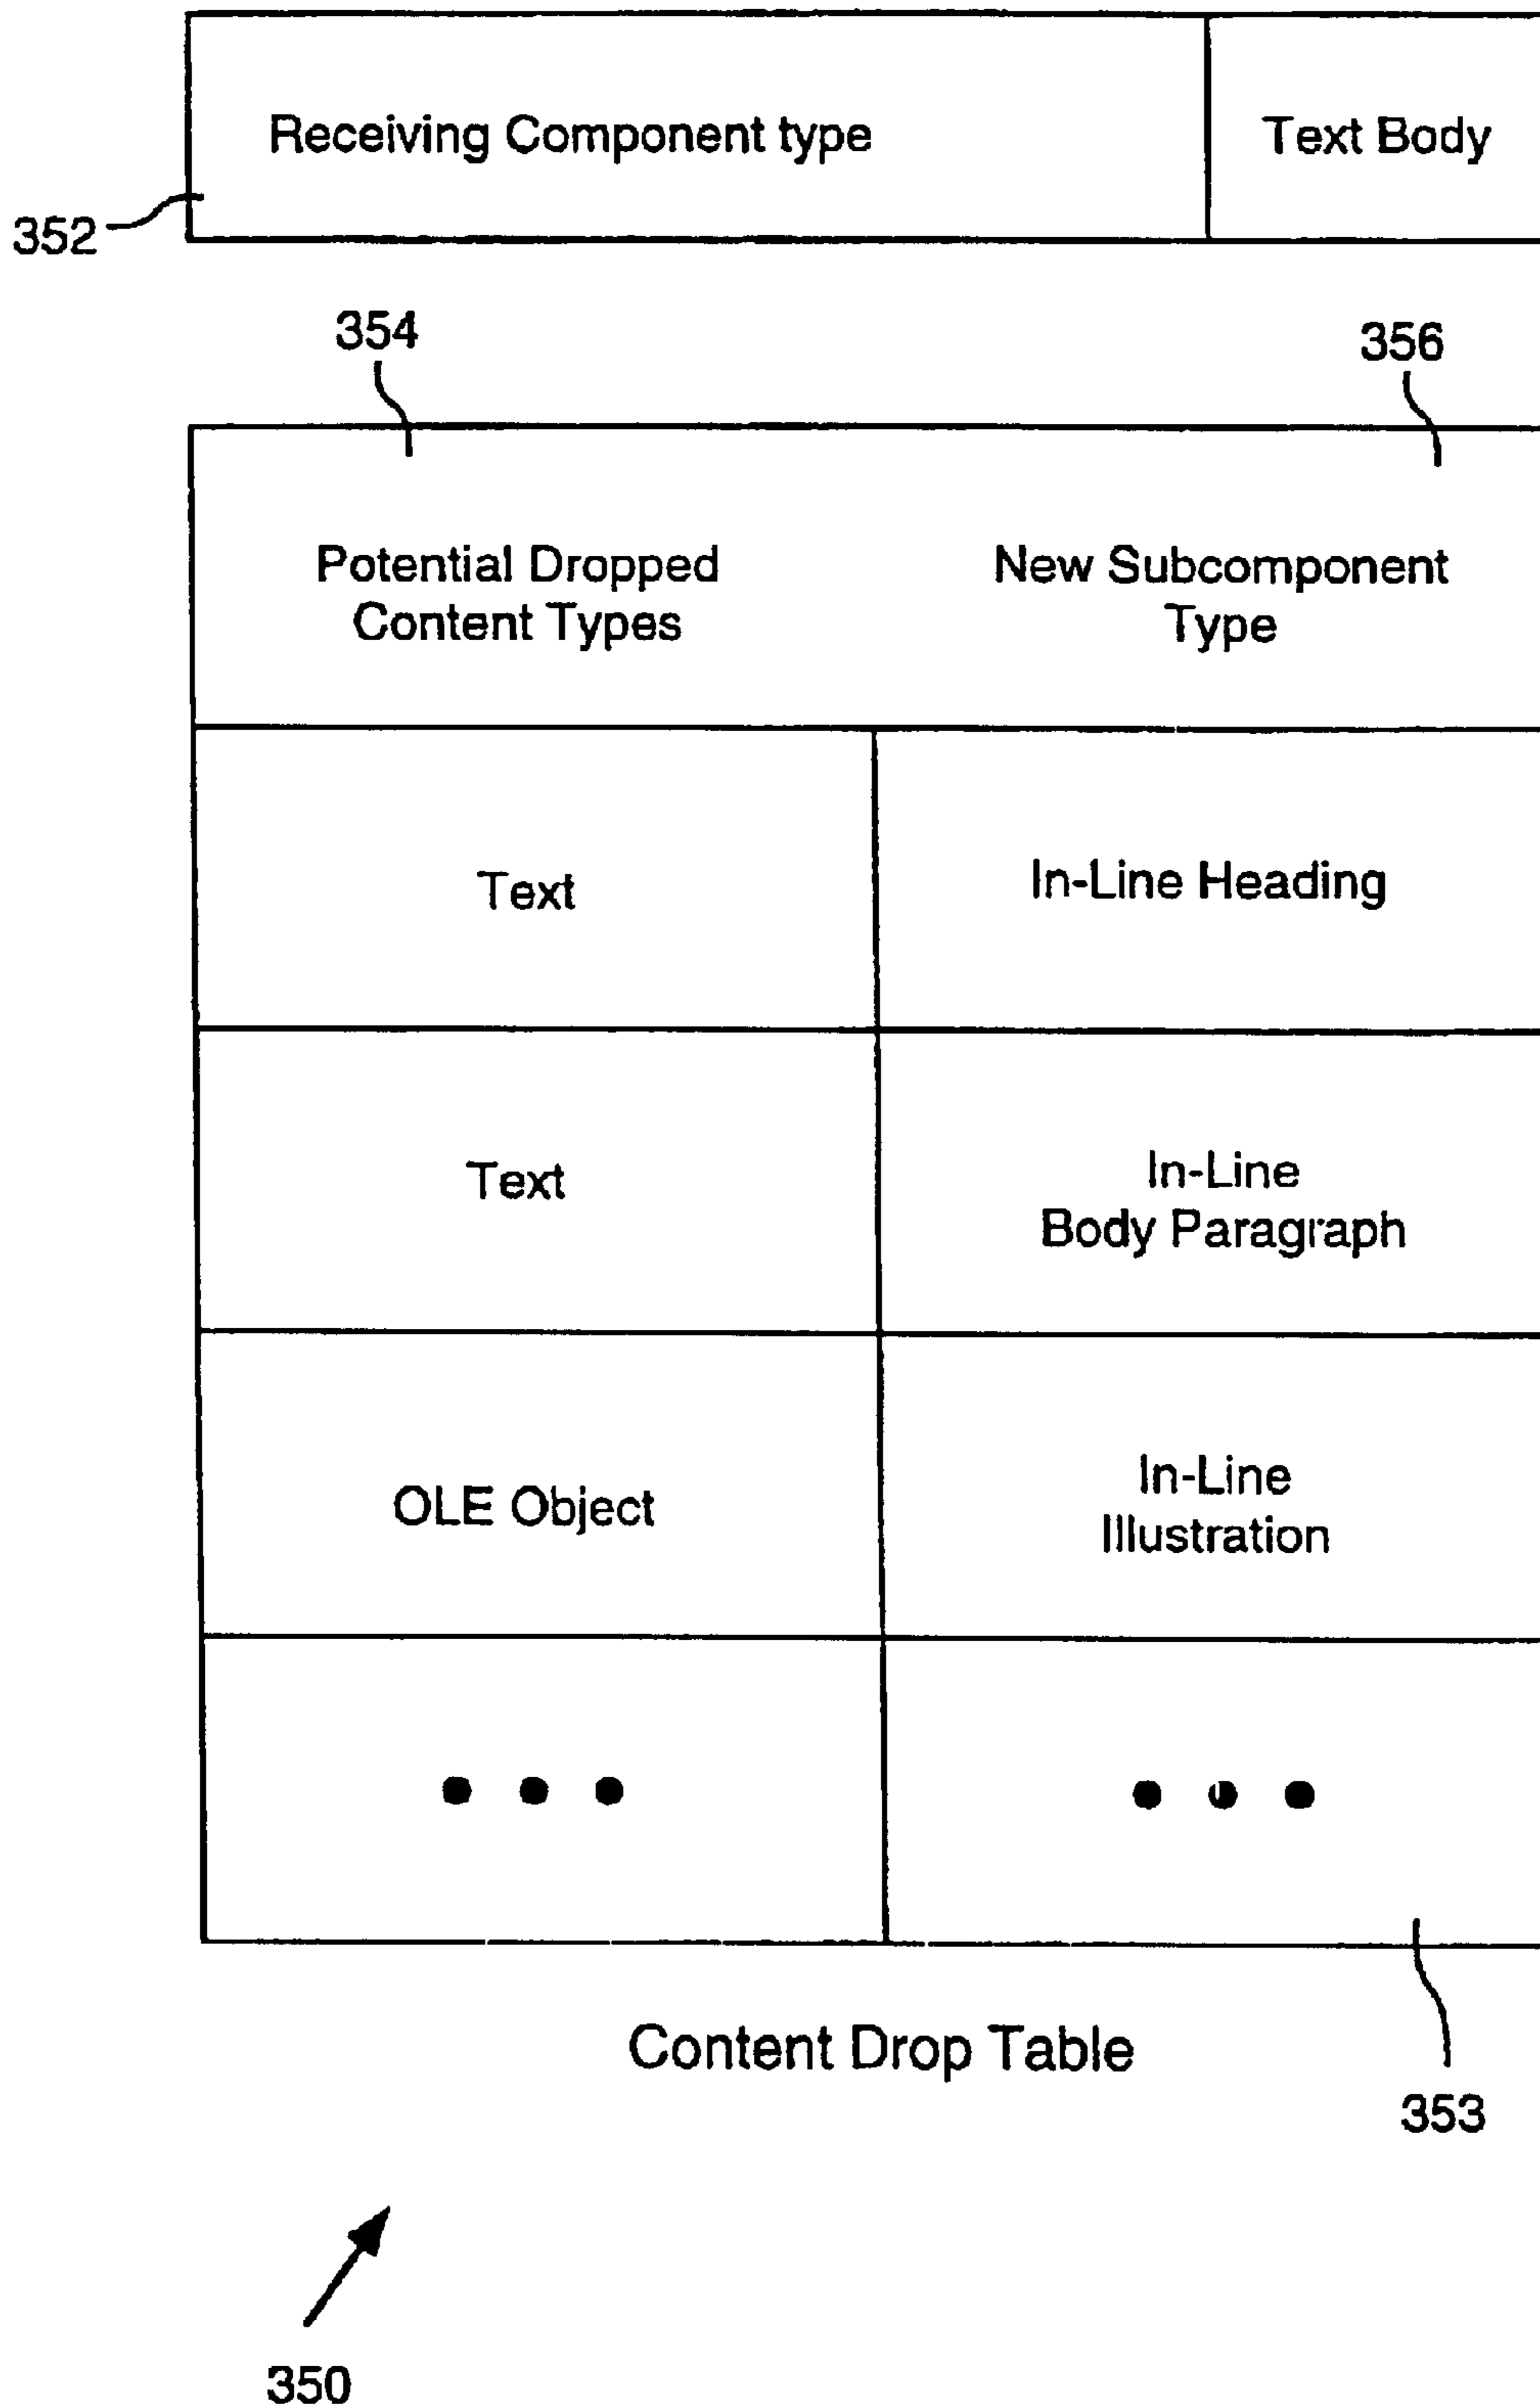 Receiving Component type
Text Body
352
354
356
Potential Dropped
Content Types
New Subcomponent
Type
Text
In-Line Heading
Text
In-Line
Body Paragraph
OLE Object
In-Line
Illustration
Content Drop Table
353
350